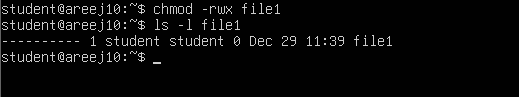 student@areej10:~$ chmod -rwx file1
student@areej10:~$ ls -l file1
---------- 1 student student 0 Dec 29 11:39 file1
student@areej10:~$ _